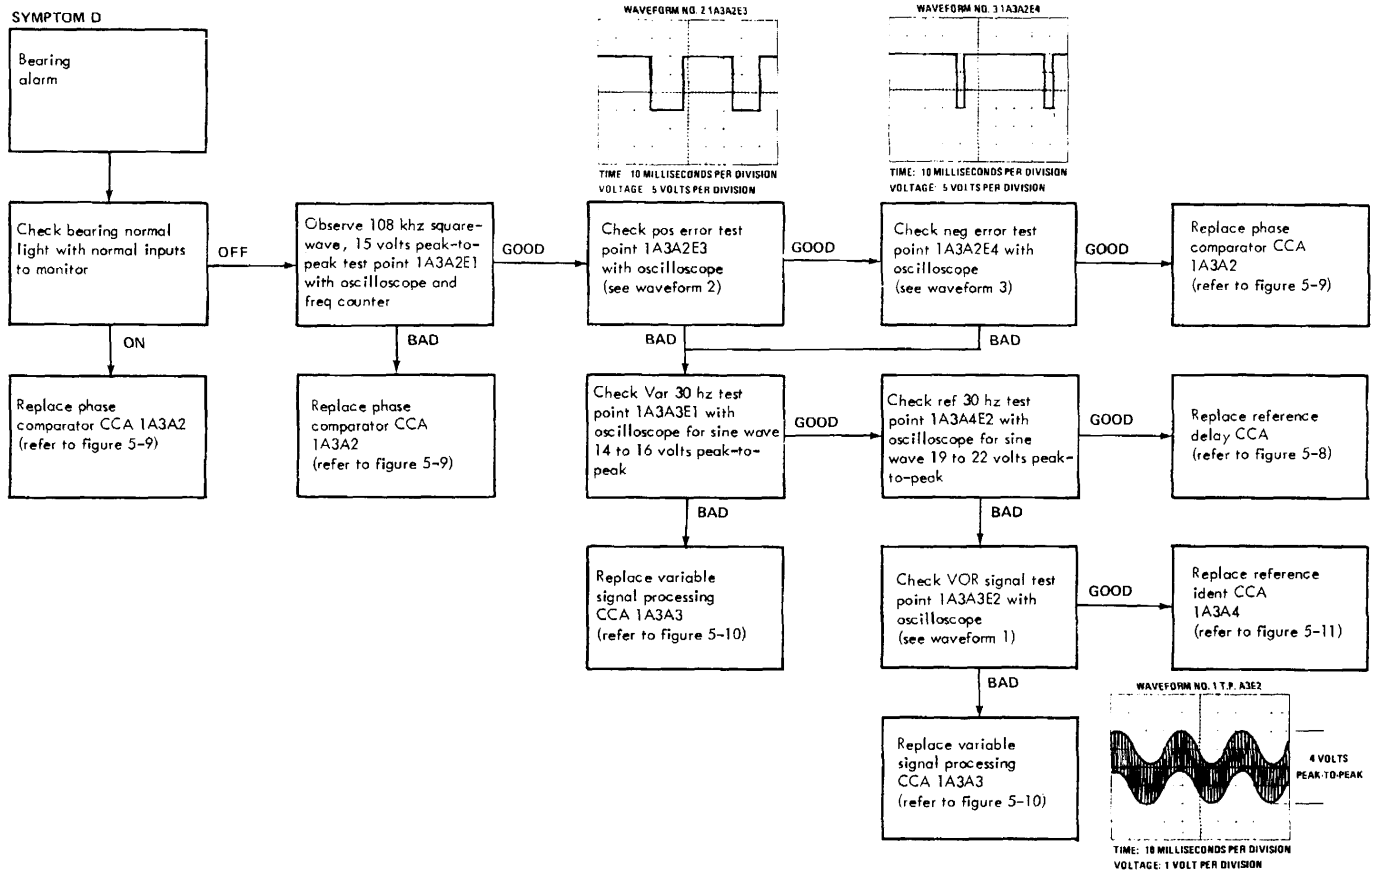 SYMPTOM D
Bearing
alarm
WAVEFORM NO. 2 1A3A2E3
TIME 10 MILLISECONDS PER DIVISION
VOLTAGE 5 VOLTS PER DIVISION
WAVEFORM NO. 3 1A3A2E4
TIME: 10 MILLISECONDS PER DIVISION
VOLTAGE: 5 VOLTS PER DIVISION
Check bearing normal
light with normal inputs
to monitor
OFF
Observe 108 khz square-
wave, 15 volts peak-to-
peak test point 1A3A2E1
with oscilloscope and
freq counter
GOOD
Check pos error test
point 1A3A2E3
with oscilloscope
(see waveform 2)
GOOD
Check neg error test
point 1A3A2E4 with
oscilloscope
(see waveform 3)
GOOD
Replace phase
comparator CCA
1A3A2
(refer to figure 5-9)
ON
BAD
BAD
BAD
Replace phase
comparator CCA 1A3A2
(refer to figure 5-9)
Replace phase
comparator CCA
1A3A2
(refer to figure 5-9)
Check Var 30 hz test
point 1A3A3E1 with
oscilloscope for sine wave
14 to 16 volts peak-to-
peak
GOOD
Check ref 30 hz test
point 1A3A4E2 with
oscilloscope for sine
wave 19 to 22 volts peak-
to-peak
GOOD
Replace reference
delay CCA
(refer to figure 5-8)
BAD
BAD
Replace variable
signal processing
CCA 1A3A3
(refer to figure 5-10)
Check VOR signal test
point 1A3A3E2 with
oscilloscope
(see waveform 1)
GOOD
Replace reference
ident CCA
1A3A4
(refer to figure 5-11)
BAD
Replace variable
signal processing
CCA 1A3A3
(refer to figure 5-10)
WAVEFORM NO. 1 T.P. A3E2
4 VOLTS
PEAK-TO-PEAK
TIME: 10 MILLISECONDS PER DIVISION
VOLTAGE: 1 VOLT PER DIVISION